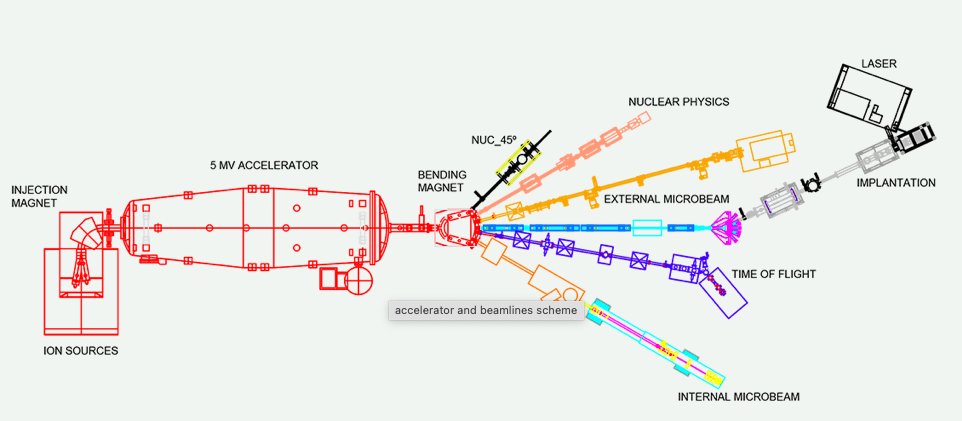 LASER
NUCLEAR PHYSICS
NUC_45º
5 MV ACCELERATOR
BENDING
MAGNET
INJECTION
MAGNET
IMPLANTATION
EXTERNAL MICROBEAM
TIME OF FLIGHT
accelerator and beamlines scheme
ION SOURCES
INTERNAL MICROBEAM